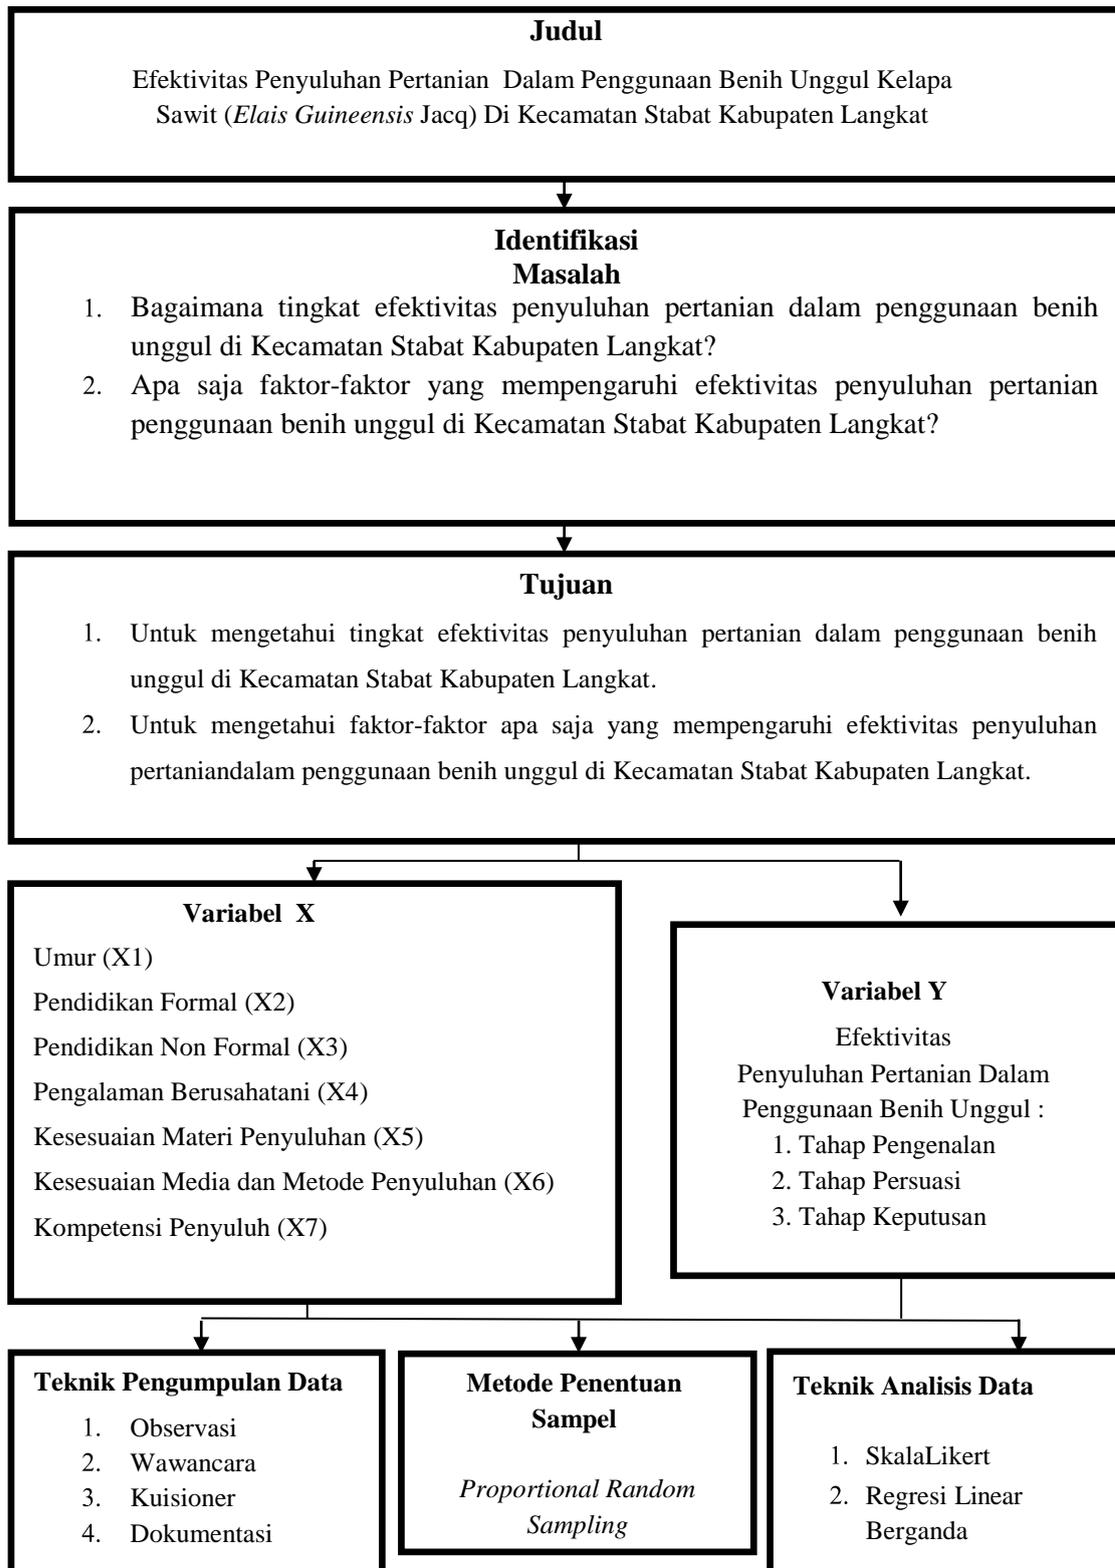 Judul
Efektivitas Penyuluhan Pertanian Dalam Penggunaan Benih Unggul Kelapa
Sawit (Elais Guineensis Jacq) Di Kecamatan Stabat Kabupaten Langkat
Identifikasi
Masalah
1. Bagaimana tingkat efektivitas penyuluhan pertanian dalam penggunaan benih
unggul di Kecamatan Stabat Kabupaten Langkat?
2. Apa saja faktor-faktor yang mempengaruhi efektivitas penyuluhan pertanian
penggunaan benih unggul di Kecamatan Stabat Kabupaten Langkat?
Tujuan
1. Untuk mengetahui tingkat efektivitas penyuluhan pertanian dalam penggunaan benih
unggul di Kecamatan Stabat Kabupaten Langkat.
2. Untuk mengetahui faktor-faktor apa saja yang mempengaruhi efektivitas penyuluhan
pertaniandalam penggunaan benih unggul di Kecamatan Stabat Kabupaten Langkat.
Variabel X
Umur (X1)
Pendidikan Formal (X2)
Pendidikan Non Formal (X3)
Pengalaman Berusahatani (X4)
Kesesuaian Materi Penyuluhan (X5)
Kesesuaian Media dan Metode Penyuluhan (X6)
Kompetensi Penyuluh (X7)
Variabel Y
Efektivitas
Penyuluhan Pertanian Dalam
Penggunaan Benih Unggul :
1. Tahap Pengenalan
2. Tahap Persuasi
3. Tahap Keputusan
Teknik Pengumpulan Data
1. Observasi
2. Wawancara
3. Kuisioner
4. Dokumentasi
Metode Penentuan
Sampel
Proportional Random
Sampling
Teknik Analisis Data
1. SkalaLikert
2. Regresi Linear
Berganda